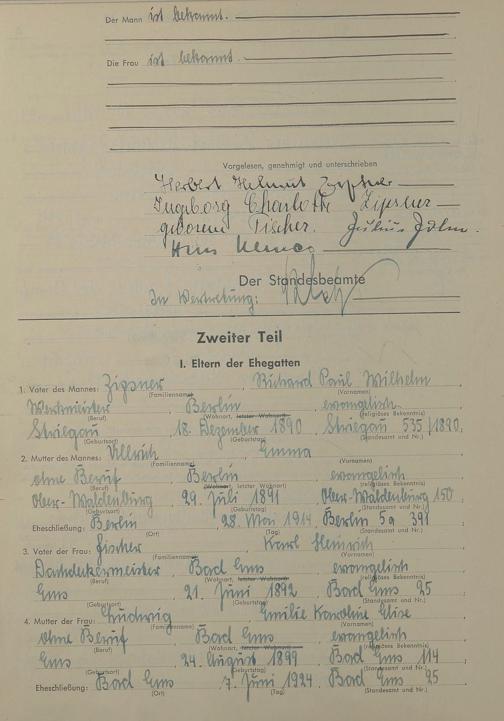 Der Mann ist bekannt.
Die Frau ist bekannt.
Vorgelesen, genehmigt und unterschrieben
Herbert Helmut Zipsner
Ingeborg Charlotte Zipsner
geborene Fischer. Julius
Hans
Der Standesbeamte
In Vertretung:
Zweiter Teil
I. Eltern der Ehegatten
1. Vater des Mannes: Zipsner Richard Paul Wilhelm
(Familienname) (Vornamen)
Werkmeister Berlin evangelisch
(Beruf) (Wohnort, letzter Wohnort) (religiöses Bekenntnis)
Striegau 18. Dezember 1890 Striegau 535/1890.
(Geburtsort) (Geburtstag) (Standesamt und Nr.)
2. Mutter des Mannes: Ullrich Emma
(Familienname) (Vornamen)
ohne Beruf Berlin evangelisch
(Beruf) (Wohnort, letzter Wohnort) (religiöses Bekenntnis)
Ober-Waldenburg 29. Juli 1891 Ober-Waldenburg 150
(Geburtsort) (Geburtstag) (Standesamt und Nr.)
Eheschließung: Berlin 28. Mai 1914 Berlin 5a 391
(Ort) (Tag) (Standesamt und Nr.)
3. Vater der Frau: Fischer Karl Heinrich
(Familienname) (Vornamen)
Dachdeckermeister Bad Ems evangelisch
(Beruf) (Wohnort, letzter Wohnort) (religiöses Bekenntnis)
Ems 21. Juni 1892 Bad Ems 95
(Geburtsort) (Geburtstag) (Standesamt und Nr.)
4. Mutter der Frau: Ludwig Emilie Karoline Elise
(Familienname) (Vornamen)
ohne Beruf Bad Ems evangelisch
(Beruf) (Wohnort, letzter Wohnort) (religiöses Bekenntnis)
Ems 24. August 1899 Bad Ems 114
(Geburtsort) (Geburtstag) (Standesamt und Nr.)
Eheschließung: Bad Ems 7. Juni 1924 Bad Ems 25
(Ort) (Tag) (Standesamt und Nr.)